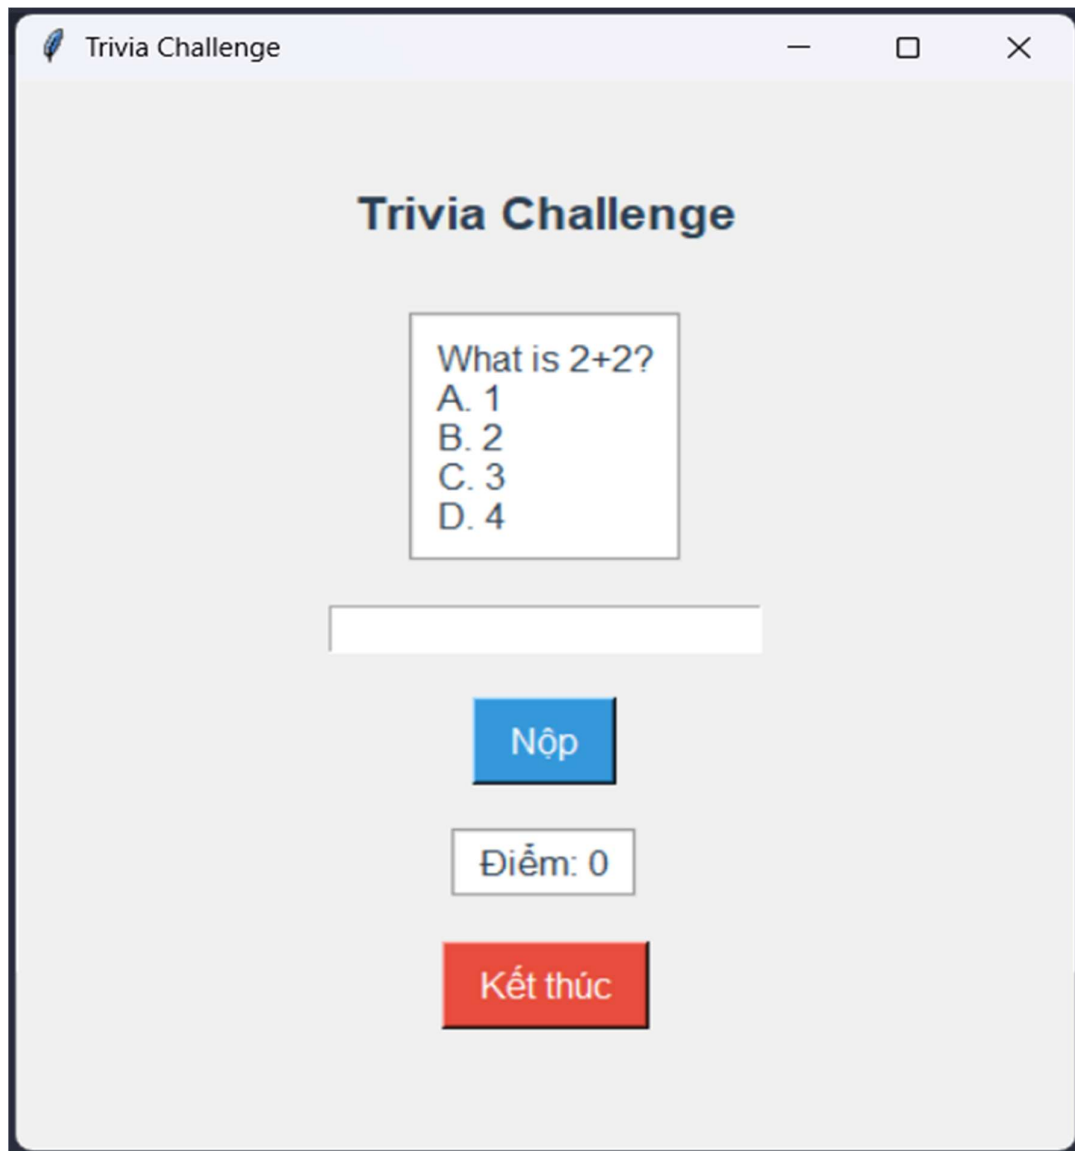 Trivia Challenge
Trivia Challenge
What is 2+2?
A. 1
B. 2
C. 3
D. 4
Nộp
Điểm: 0
Kết thúc